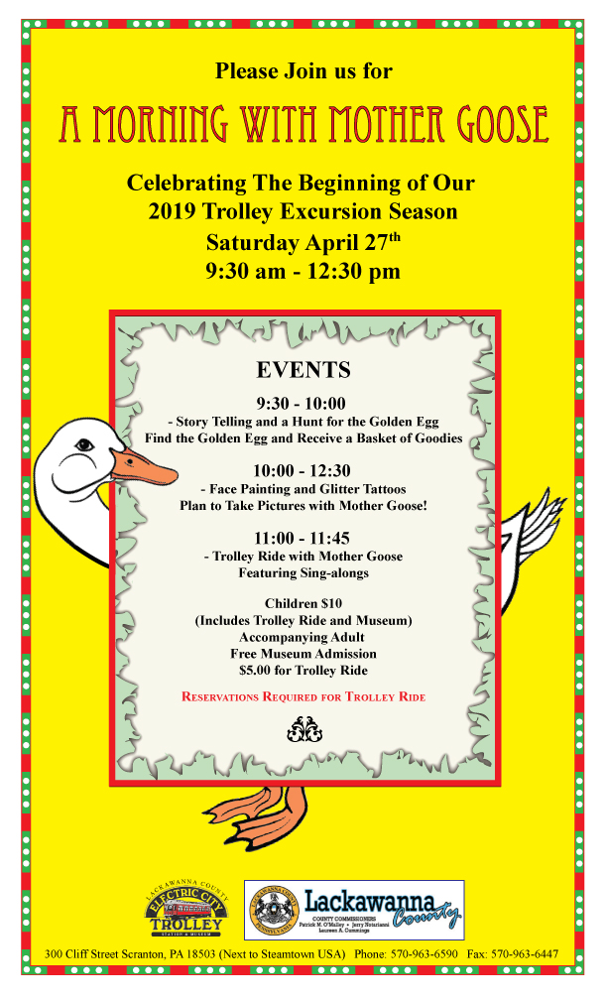 Please Join us for
A MORNING WITH MOTHER GOOSE
Celebrating The Beginning of Our
2019 Trolley Excursion Season
Saturday April 27th
9:30 am - 12:30 pm
EVENTS
9:30 - 10:00
- Story Telling and a Hunt for the Golden Egg
Find the Golden Egg and Receive a Basket of Goodies
10:00 - 12:30
- Face Painting and Glitter Tattoos
Plan to Take Pictures with Mother Goose!
11:00 - 11:45
- Trolley Ride with Mother Goose
Featuring Sing-alongs
Children $10
(Includes Trolley Ride and Museum)
Accompanying Adult
Free Museum Admission
$5.00 for Trolley Ride
Reservations Required for Trolley Ride
LACKAWANNA COUNTY
ELECTRIC CITY
TROLLEY
STATION & MUSEUM
LACKAWANNA COUNTY
PENNSYLVANIA
Lackawanna
County
COUNTY COMMISSIONERS
Patrick M. O'Malley • Jerry Notarianni
Laureen A. Cummings
300 Cliff Street Scranton, PA 18503 (Next to Steamtown USA) Phone: 570-963-6590 Fax: 570-963-6447